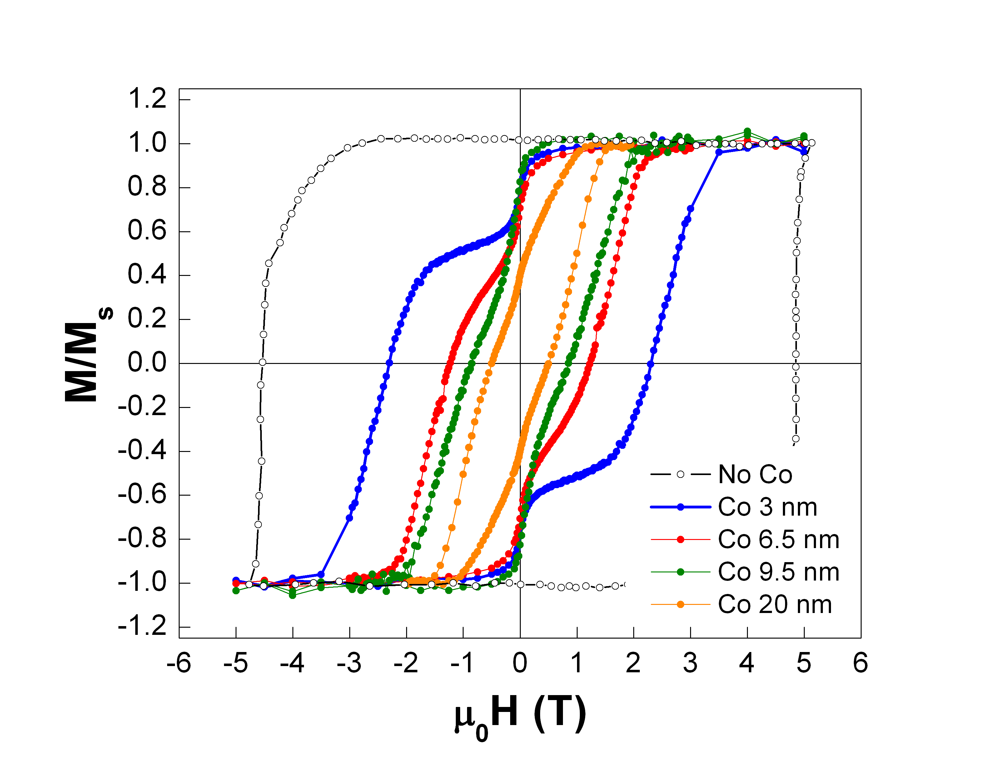 1.2
1.0
0.8
0.6
0.4
0.2
0.0
-0.2
-0.4
-0.6
-0.8
-1.0
-1.2
M/Ms
No Co
Co 3 nm
Co 6.5 nm
Co 9.5 nm
Co 20 nm
-6 -5 -4 -3 -2 -1 0 1 2 3 4 5 6
μ0H (T)